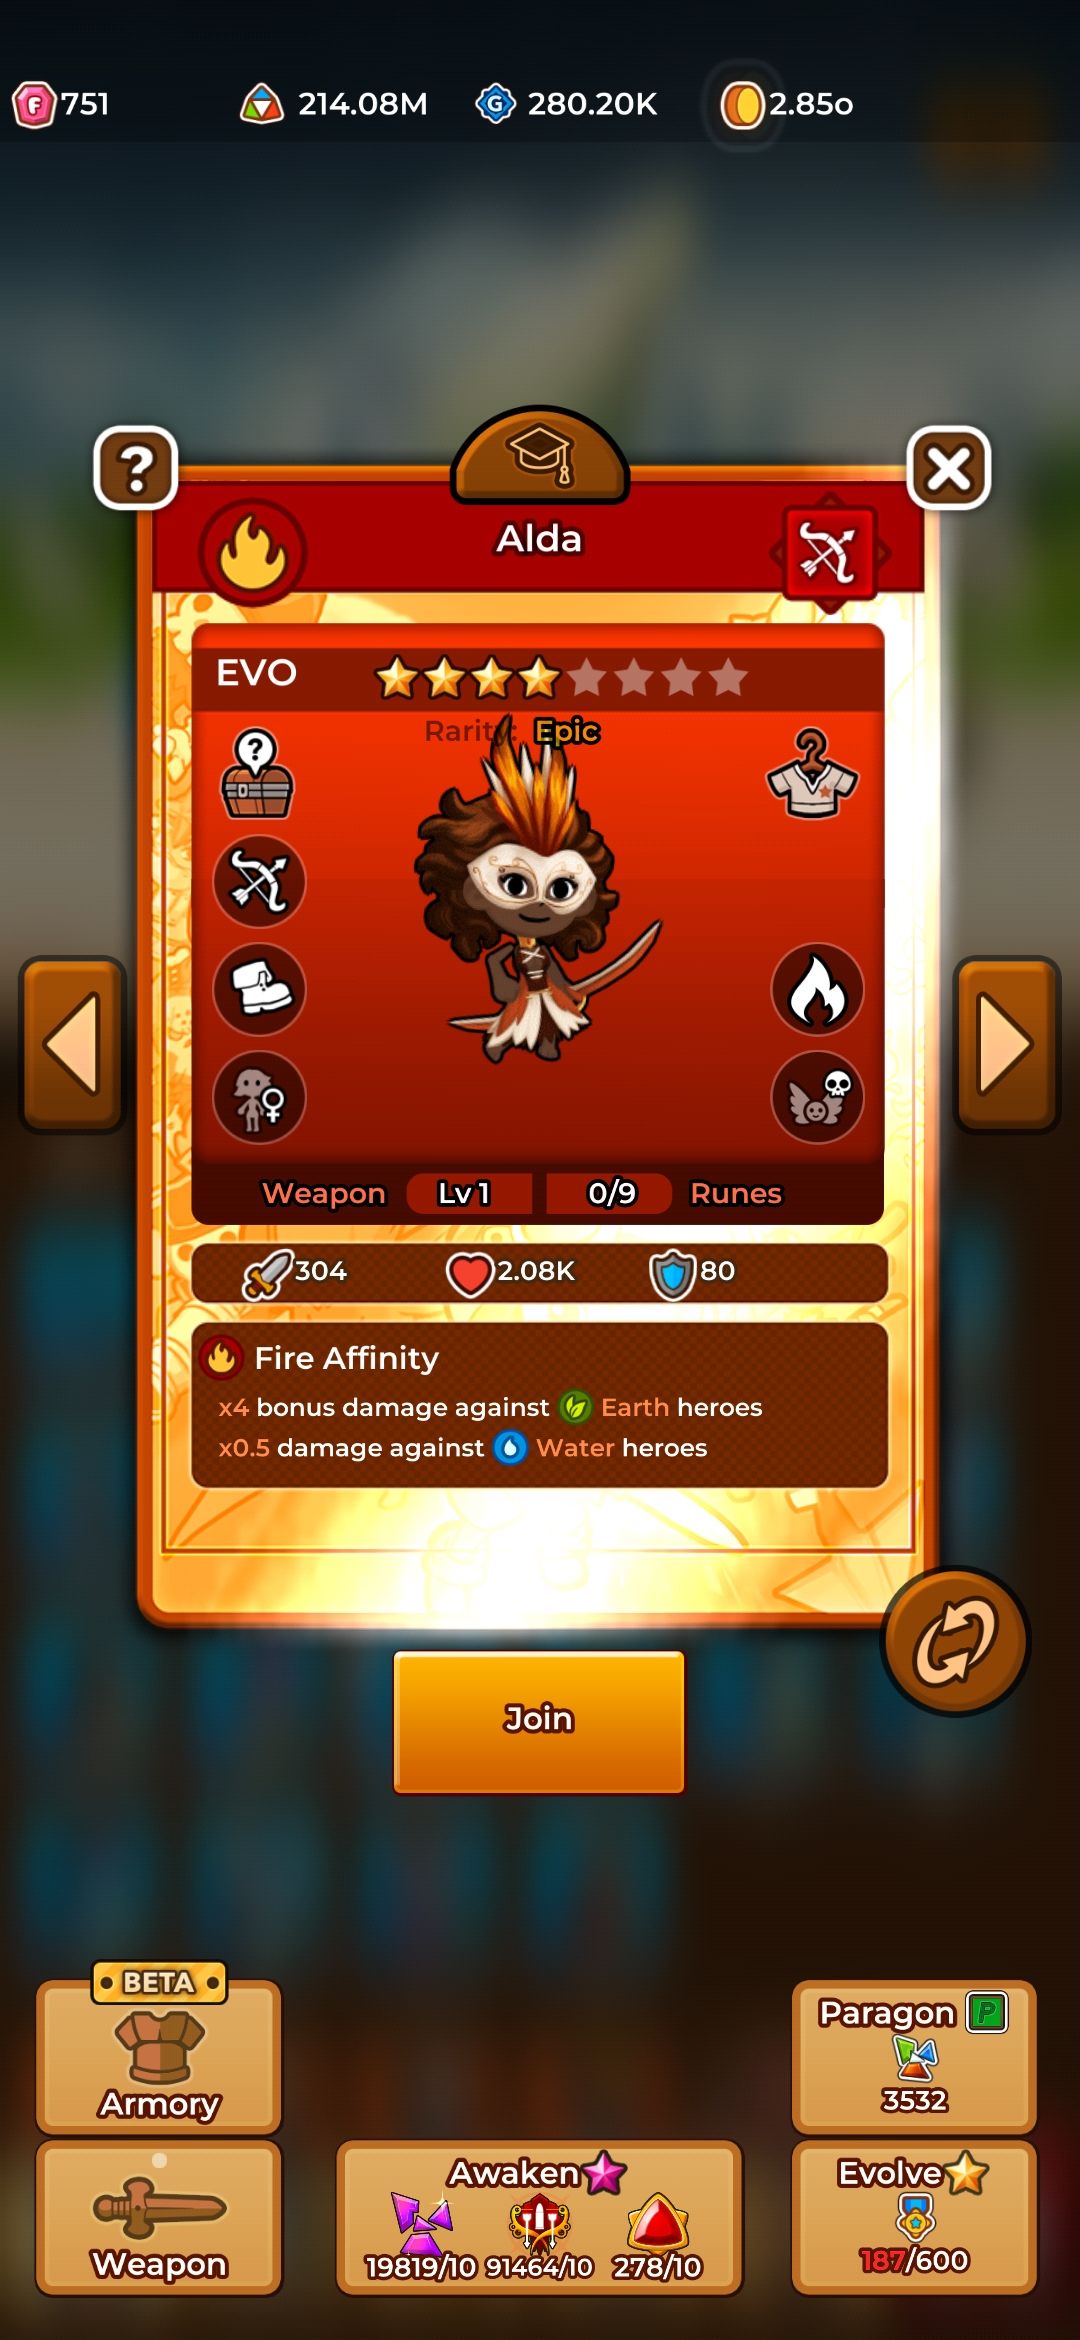 751 214.08M 280.20K 2.85o
Alda
EVO
Rarity: Epic
Weapon Lv 1 0/9 Runes
304 2.08K 80
Fire Affinity
x4 bonus damage against Earth heroes
x0.5 damage against Water heroes
Join
BETA
Armory
Paragon P
3532
Weapon
Awaken
19819/10 91464/10 278/10
Evolve
187/600